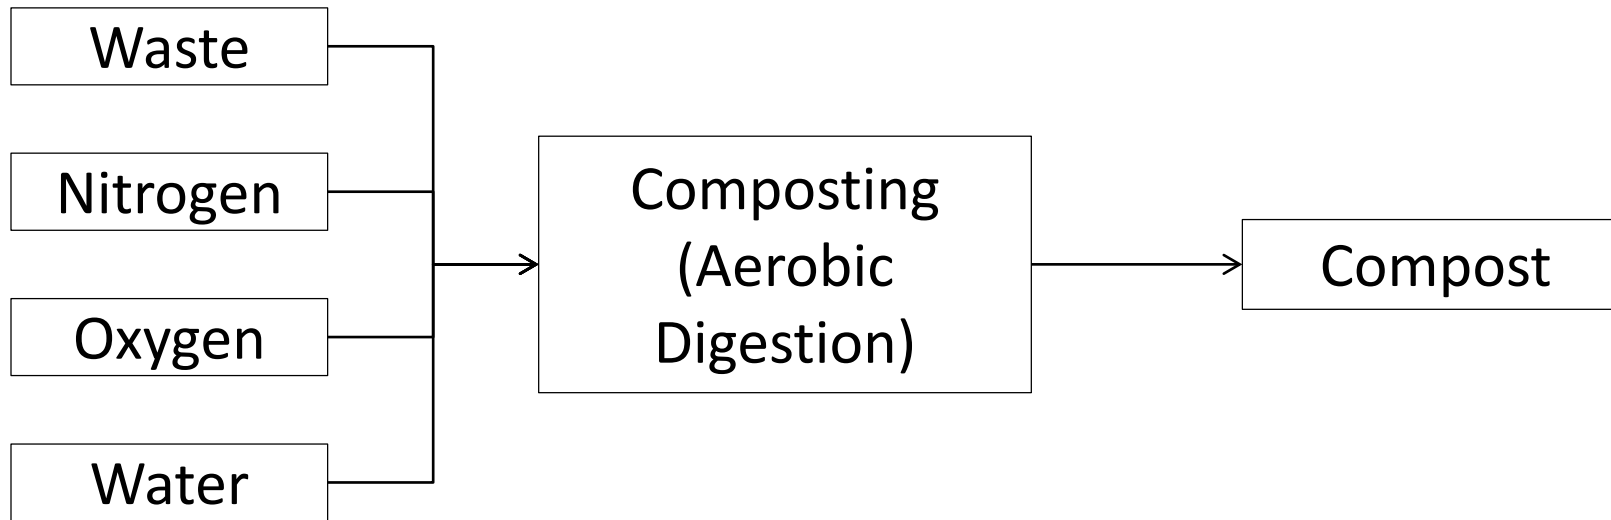 Waste
Nitrogen
Oxygen
Water
Composting
(Aerobic
Digestion)
Compost